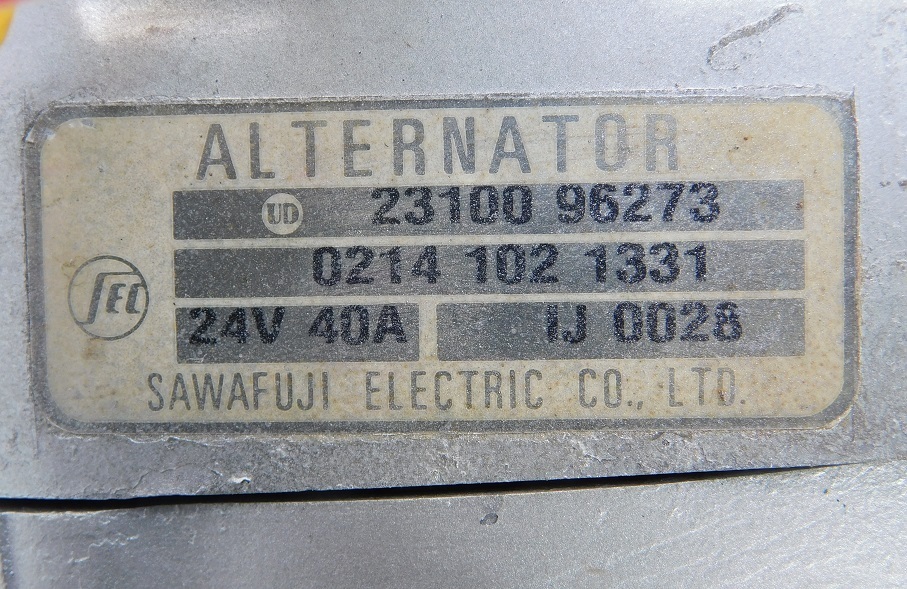 ALTERNATOR
UD 23100 96273
0214 102 1331
SEC
24V 40A IJ 0028
SAWAFUJI ELECTRIC CO., LTD.